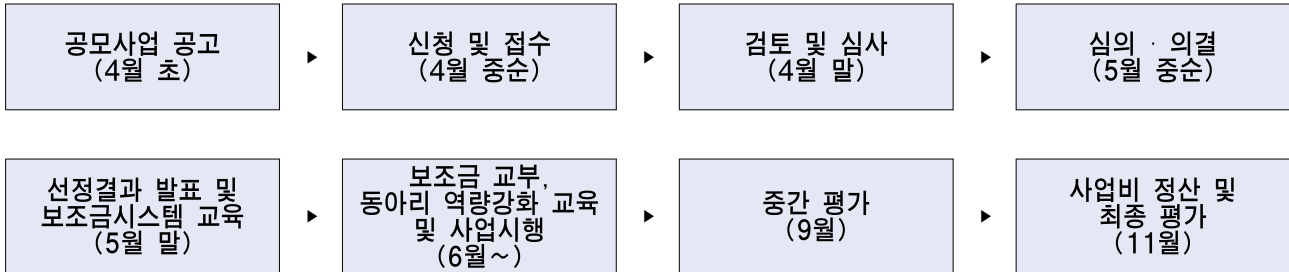 공모사업 공고
(4월 초)
▶
신청 및 접수
(4월 중순)
▶
검토 및 심사
(4월 말)
▶
심의 · 의결
(5월 중순)
선정결과 발표 및
보조금시스템 교육
(5월 말)
▶
보조금 교부,
동아리 역량강화 교육
및 사업시행
(6월~)
▶
중간 평가
(9월)
▶
사업비 정산 및
최종 평가
(11월)